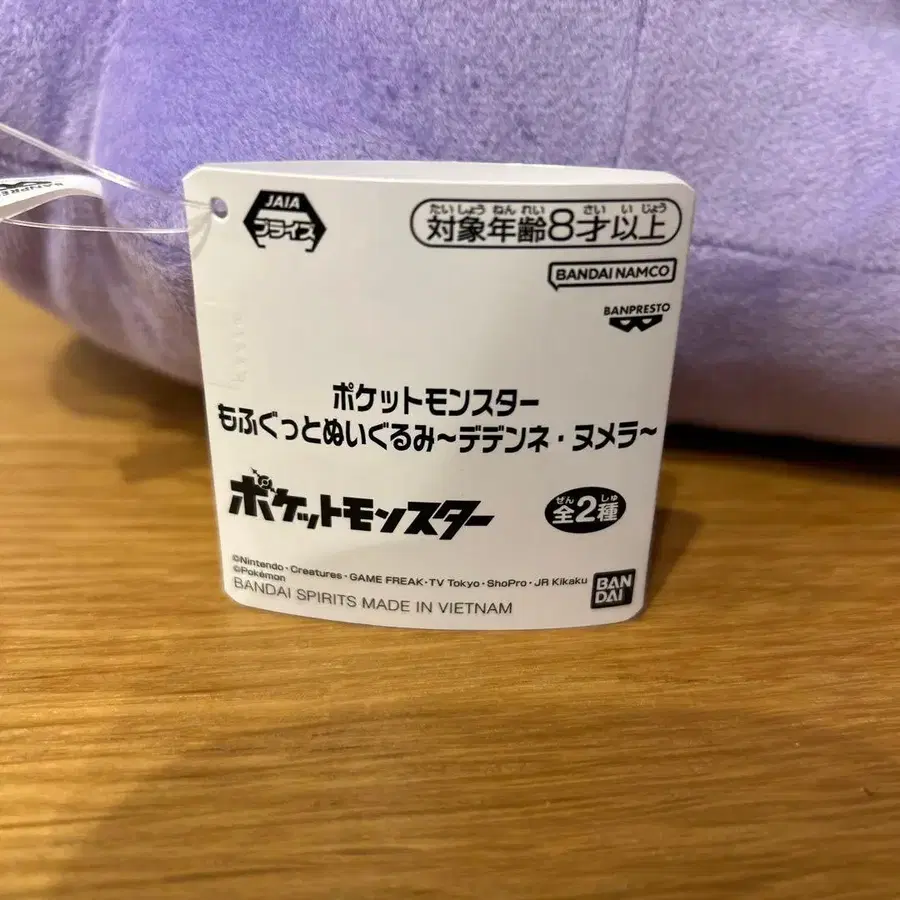 JAIA
プライズ
たいしょうねんれい さい いじょう
対象年齢8才以上
BANDAI NAMCO
BANPRESTO
ポケットモンスター
もふぐっとぬいぐるみ~デデンネ・ヌメラ~
ポケットモンスター
ぜん しゅ
全2種
©Nintendo・Creatures・GAME FREAK・TV Tokyo・ShoPro・JR Kikaku
©Pokémon
BANDAI SPIRITS MADE IN VIETNAM
BAN
DAI